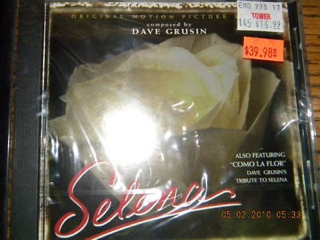 ORIGINAL MOTION PICTURE
composed by
DAVE GRUSIN
TOWER
$39.98
ALSO FEATURING
"COMO LA FLOR"
DAVE GRUSIN'S
TRIBUTE TO SELENA
Selena
05.02.2010 05:33